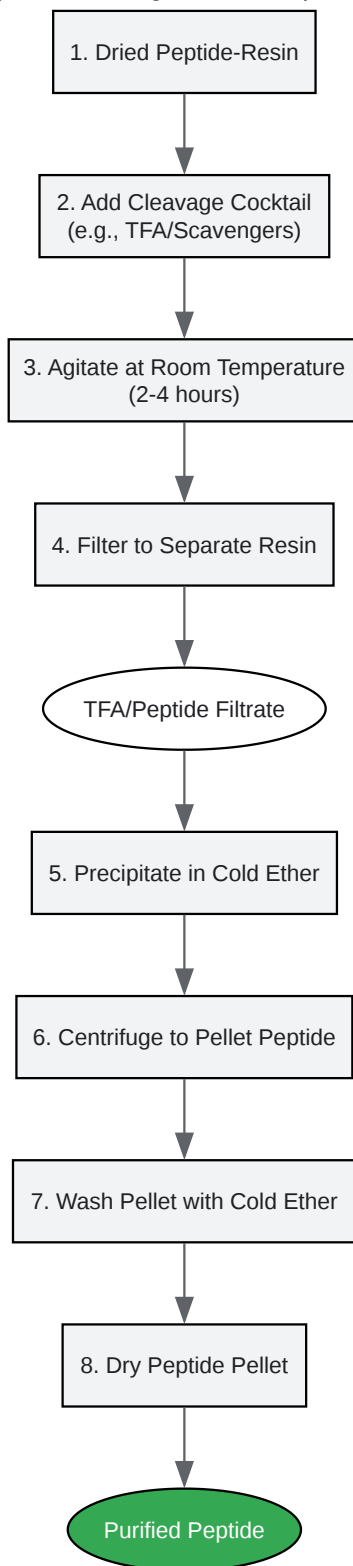 1. Dried Peptide-Resin
2. Add Cleavage Cocktail
(e.g., TFA/Scavengers)
3. Agitate at Room Temperature
(2-4 hours)
4. Filter to Separate Resin
TFA/Peptide Filtrate
5. Precipitate in Cold Ether
6. Centrifuge to Pellet Peptide
7. Wash Pellet with Cold Ether
8. Dry Peptide Pellet
Purified Peptide